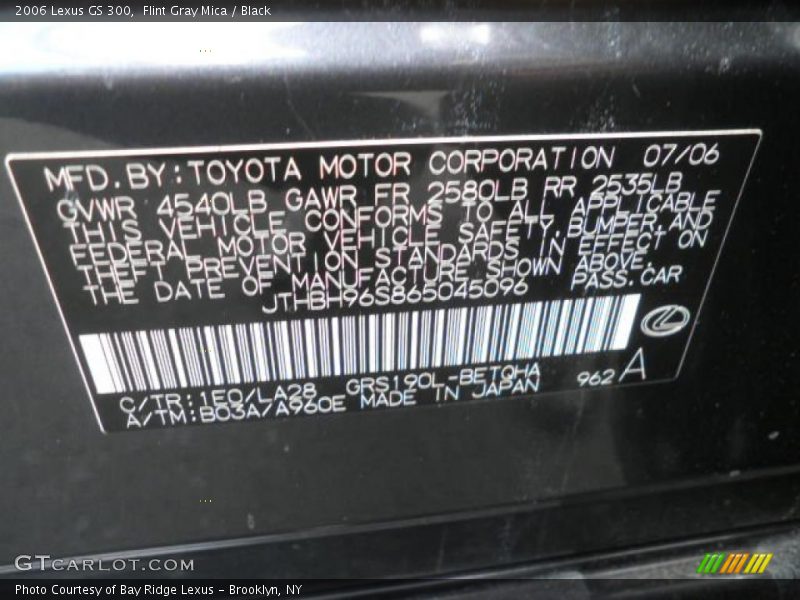 2006 Lexus GS 300, Flint Gray Mica / Black
MFD.BY:TOYOTA MOTOR CORPORATION 07/06
GVWR 4540LB GAWR FR 2580LB RR 2535LB
THIS VEHICLE CONFORMS TO ALL APPLICABLE
FEDERAL MOTOR VEHICLE SAFETY,BUMPER,AND
THEFT PREVENTION STANDARDS IN EFFECT ON
THE DATE OF MANUFACTURE SHOWN ABOVE.
JTHBH96S865045096 PASS.CAR
C/TR:1E0/LA28 GRS190L-BETQHA
A/TM:B03A/A960E MADE IN JAPAN 962 A
GTCARLOT.COM
Photo Courtesy of Bay Ridge Lexus – Brooklyn, NY